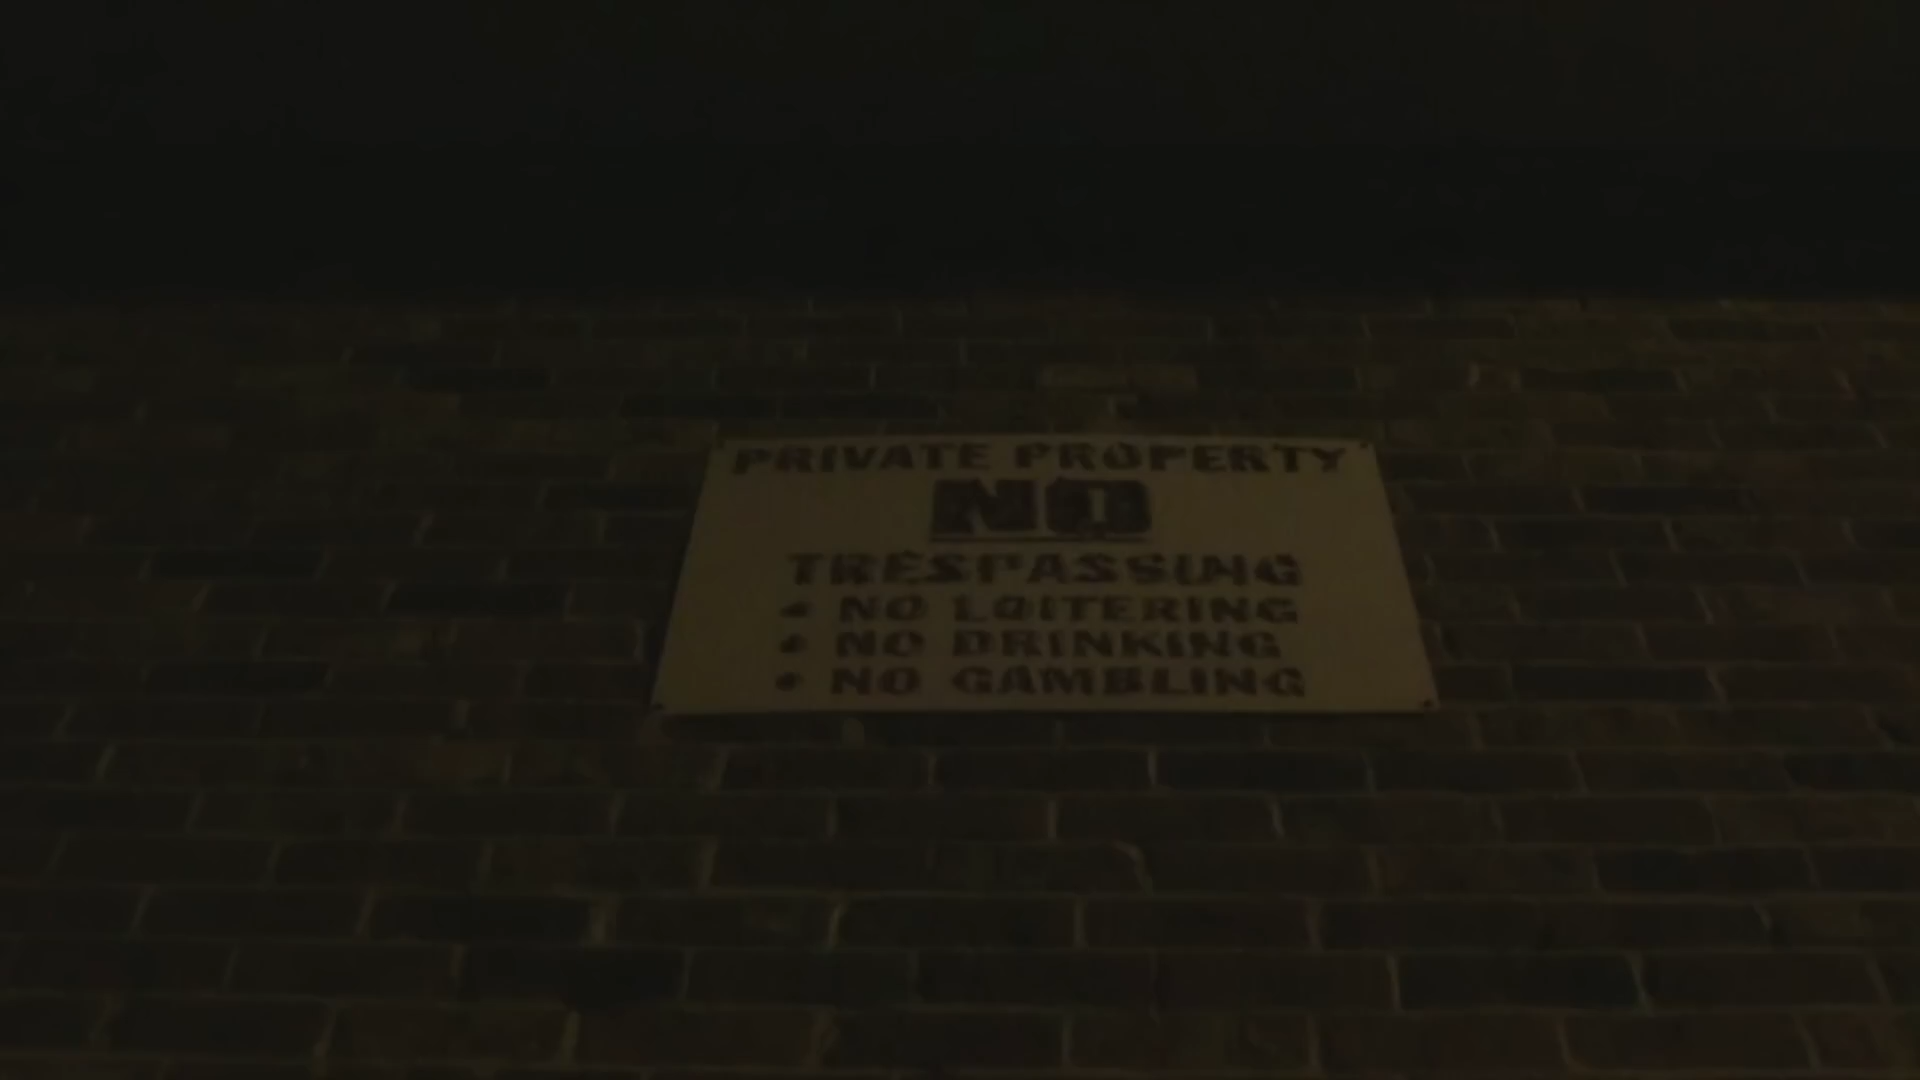 PRIVATE PROPERTY
NO
TRESPASSING
• NO LOITERING
• NO DRINKING
• NO GAMBLING